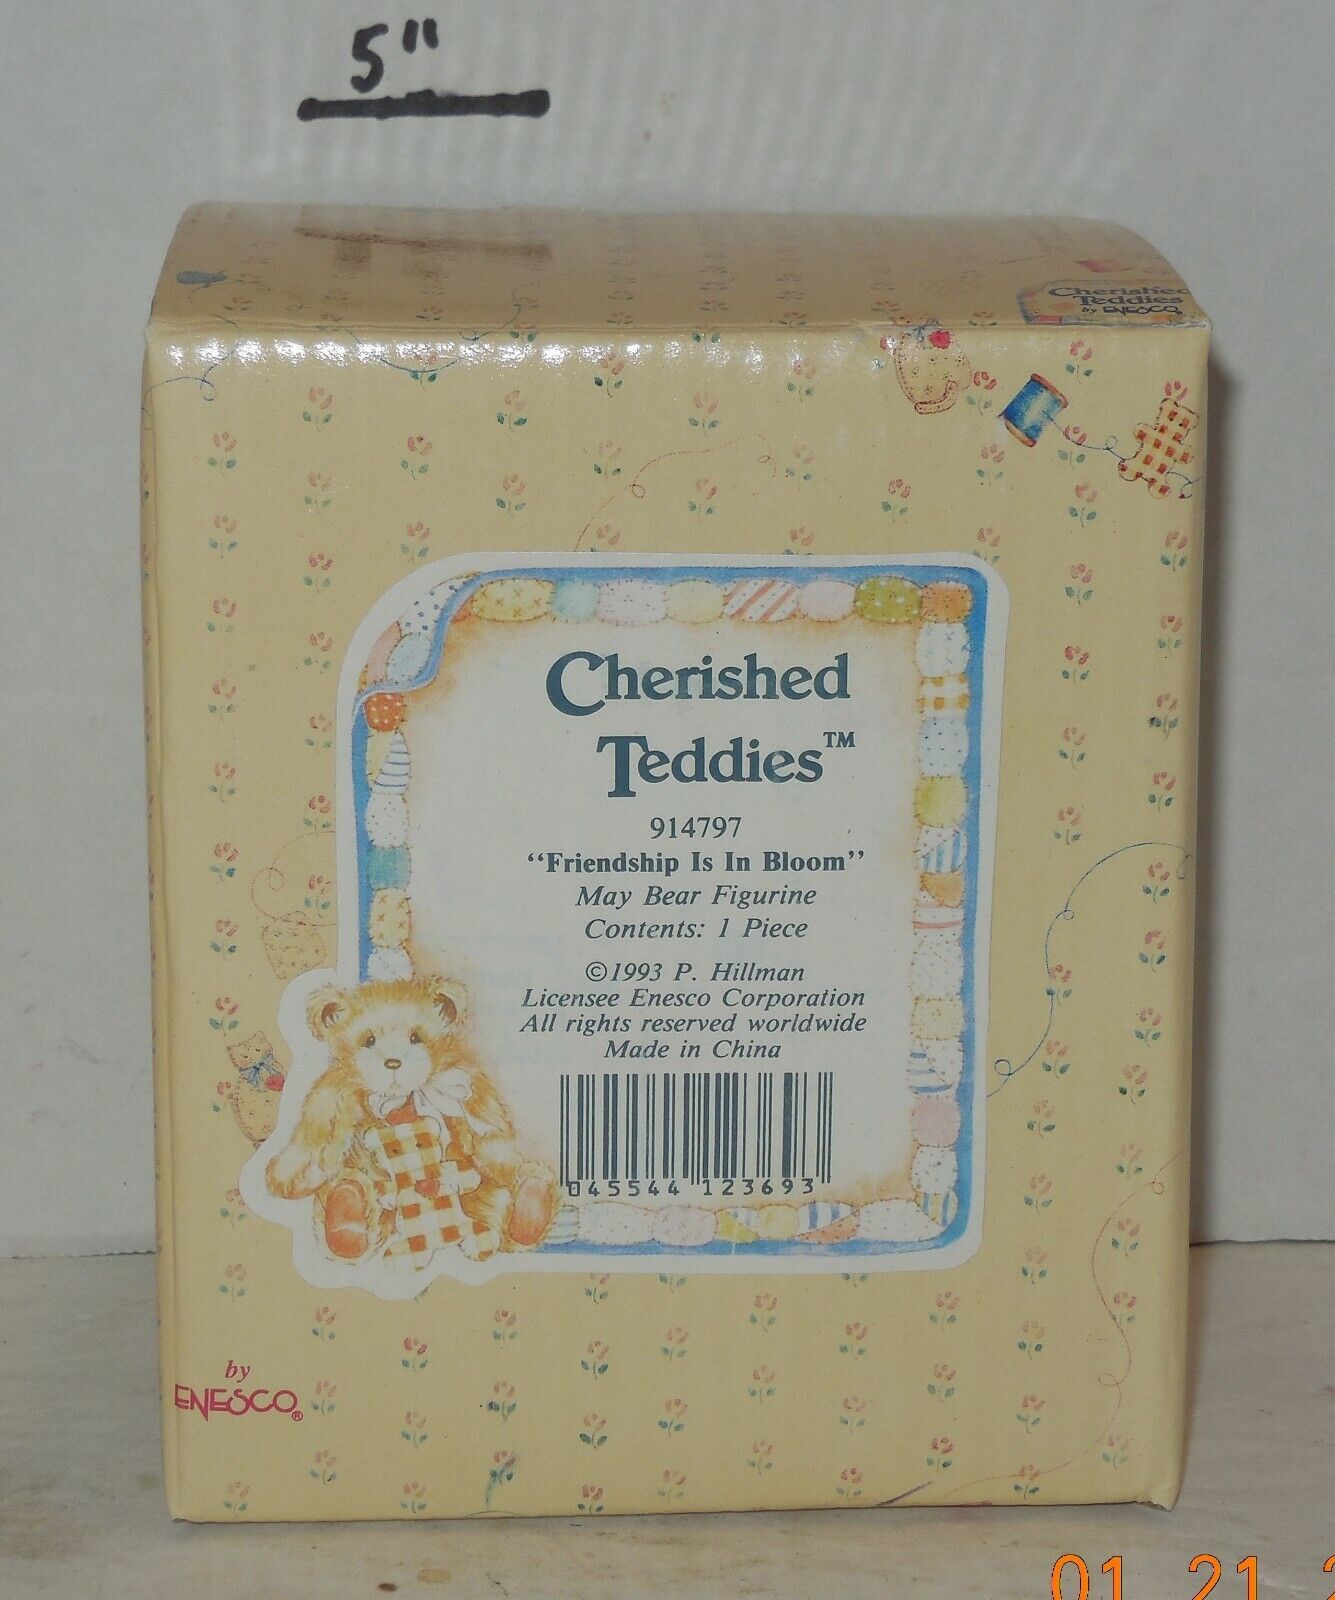 5"
Cherished
Teddies
by ENESCO®
Cherished
Teddies™
914797
“Friendship Is In Bloom”
May Bear Figurine
Contents: 1 Piece
©1993 P. Hillman
Licensee Enesco Corporation
All rights reserved worldwide
Made in China
045544 123693
by
ENESCO®
01 21 2